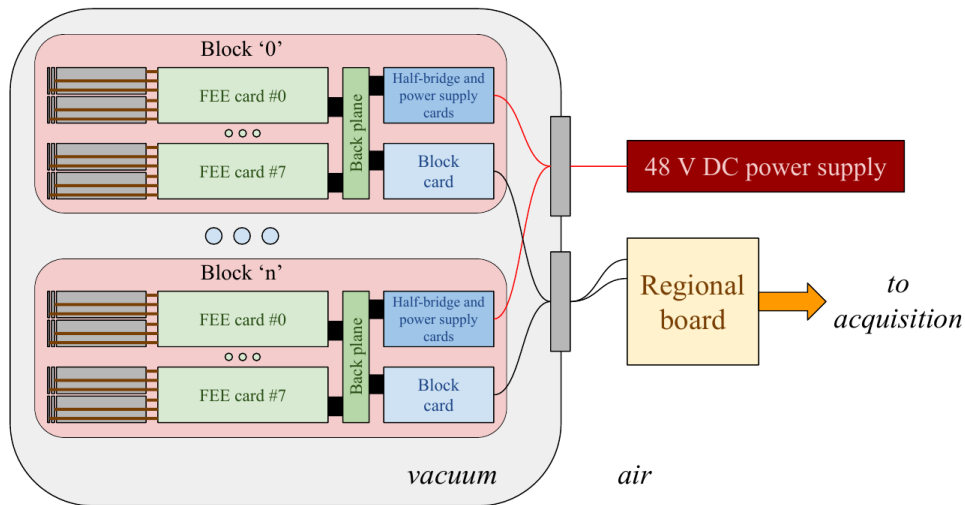 Block ‘0’
FEE card #0
Back plane
Half-bridge and
power supply
cards
FEE card #7
Block
card
48 V DC power supply
Block ‘n’
FEE card #0
Back plane
Half-bridge and
power supply
cards
FEE card #7
Block
card
Regional
board
to
acquisition
vacuum
air